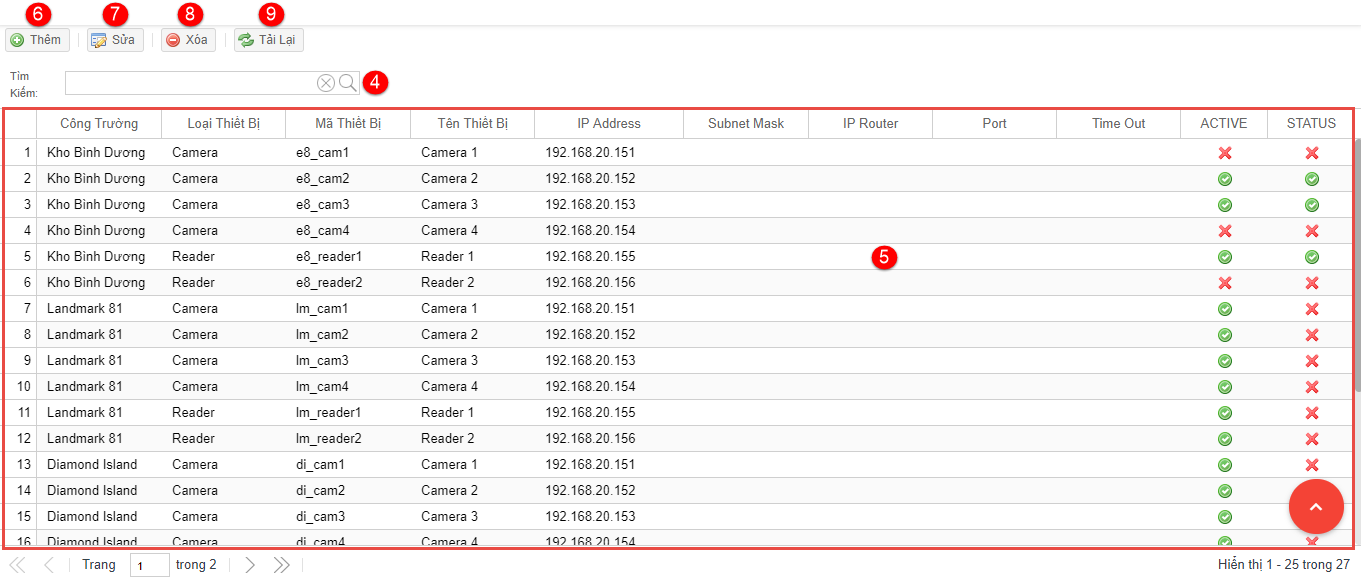 6 7 8 9
Thêm Sửa Xóa Tải Lại
Tìm
Kiếm:
4
Công Trường Loại Thiết Bị Mã Thiết Bị Tên Thiết Bị IP Address Subnet Mask IP Router Port Time Out ACTIVE STATUS
1 Kho Bình Dương Camera e8_cam1 Camera 1 192.168.20.151
2 Kho Bình Dương Camera e8_cam2 Camera 2 192.168.20.152
3 Kho Bình Dương Camera e8_cam3 Camera 3 192.168.20.153
4 Kho Bình Dương Camera e8_cam4 Camera 4 192.168.20.154
5 Kho Bình Dương Reader e8_reader1 Reader 1 192.168.20.155 5
6 Kho Bình Dương Reader e8_reader2 Reader 2 192.168.20.156
7 Landmark 81 Camera lm_cam1 Camera 1 192.168.20.151
8 Landmark 81 Camera lm_cam2 Camera 2 192.168.20.152
9 Landmark 81 Camera lm_cam3 Camera 3 192.168.20.153
10 Landmark 81 Camera lm_cam4 Camera 4 192.168.20.154
11 Landmark 81 Reader lm_reader1 Reader 1 192.168.20.155
12 Landmark 81 Reader lm_reader2 Reader 2 192.168.20.156
13 Diamond Island Camera di_cam1 Camera 1 192.168.20.151
14 Diamond Island Camera di_cam2 Camera 2 192.168.20.152
15 Diamond Island Camera di_cam3 Camera 3 192.168.20.153
16 Diamond Island Camera di_cam4 Camera 4 192.168.20.154
Trang 1 trong 2 Hiển thị 1 - 25 trong 27